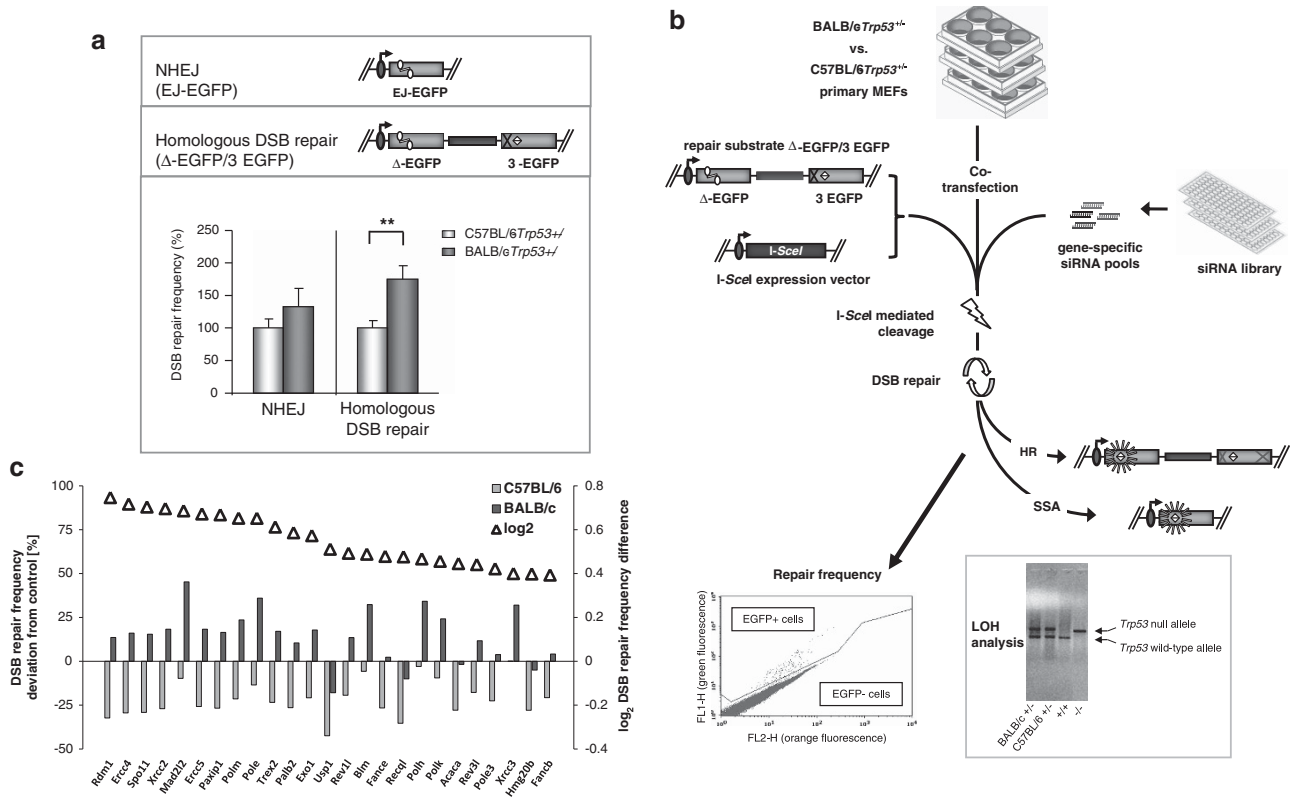 a
NHEJ
(EJ-EGFP)
EJ-EGFP
Homologous DSB repair
(Δ-EGFP/3 EGFP)
Δ-EGFP
3 -EGFP
DSB repair frequency (%)
250
200
150
100
50
0
**
C57BL/6Trp53+/
BALB/cTrp53+/
NHEJ
Homologous
DSB repair
b
BALB/cTrp53+/-
vs.
C57BL/6Trp53+/-
primary MEFs
repair substrate Δ-EGFP/3 EGFP
Δ-EGFP
3 EGFP
I-SceI
I-SceI expression vector
Co-
transfection
gene-specific
siRNA pools
siRNA library
I-SceI mediated
cleavage
DSB repair
HR
SSA
Repair frequency
EGFP+ cells
EGFP- cells
FL1-H (green fluorescence)
FL2-H (orange fluorescence)
10⁰ 10¹ 10² 10³ 10⁴
LOH
analysis
Trp53 null allele
Trp53 wild-type allele
BALB/c +/-
C57BL/6 +/-
+/+
-/-
c
DSB repair frequency
deviation from control [%]
100
75
50
25
0
-25
-50
C57BL/6
BALB/c
log2
0.8
0.6
0.4
0.2
0
-0.2
-0.4
log₂ DSB repair frequency difference
Rdm1
Ercc4
Spo11
Xrcc2
Mad2l2
Ercc5
Paxip1
Polm
Pole
Trex2
Palb2
Exo1
Usp1
Rev1l
Blm
Fance
Recql
Polh
Polk
Acaca
Rev3l
Pole3
Xrcc3
Hmg20b
Fancb